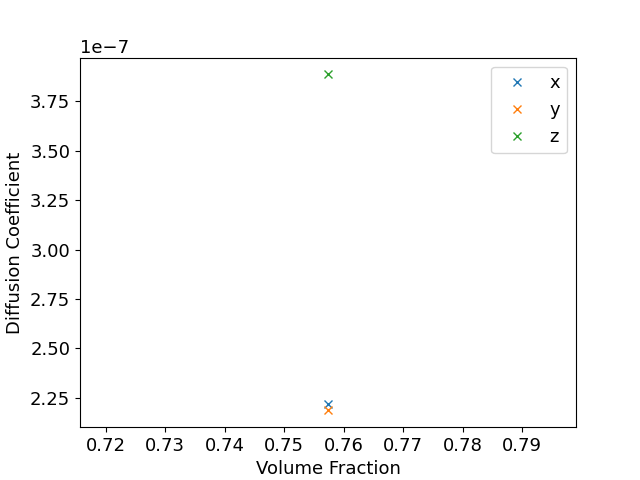 1e−7
x
y
z
3.75
3.50
3.25
3.00
2.75
2.50
2.25
Diffusion Coefficient
0.72 0.73 0.74 0.75 0.76 0.77 0.78 0.79
Volume Fraction